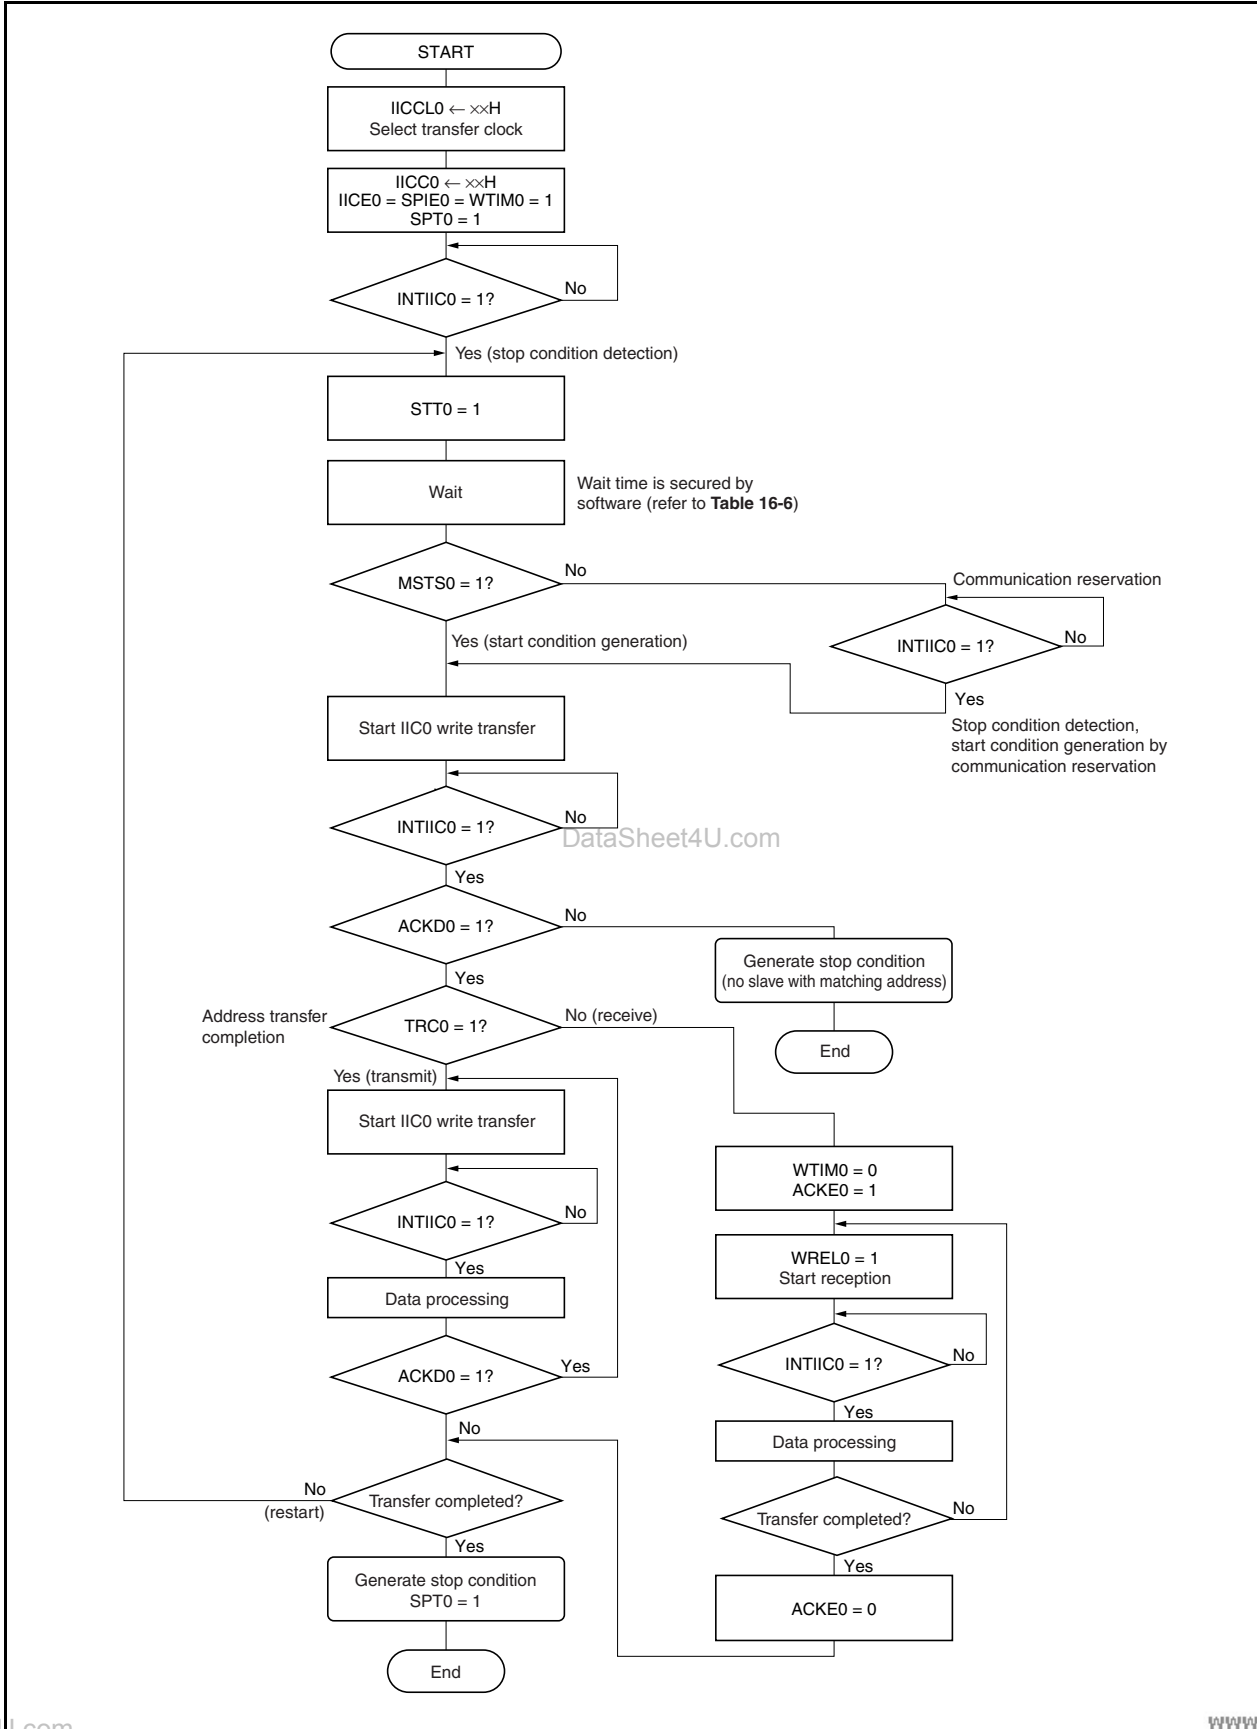 START
IICCL0 ← ××H
Select transfer clock
IICC0 ← ××H
IICE0 = SPIE0 = WTIM0 = 1
SPT0 = 1
INTIIC0 = 1?
No
Yes (stop condition detection)
STT0 = 1
Wait
Wait time is secured by
software (refer to Table 16-6)
MSTS0 = 1?
No
Communication reservation
INTIIC0 = 1?
No
Yes (start condition generation)
Yes
Stop condition detection,
start condition generation by
communication reservation
Start IIC0 write transfer
INTIIC0 = 1?
No
DataSheet4U.com
Yes
ACKD0 = 1?
No
Generate stop condition
(no slave with matching address)
End
Yes
Address transfer
completion
TRC0 = 1?
No (receive)
Yes (transmit)
Start IIC0 write transfer
INTIIC0 = 1?
No
Yes
Data processing
ACKD0 = 1?
Yes
No
WTIM0 = 0
ACKE0 = 1
WREL0 = 1
Start reception
INTIIC0 = 1?
No
Yes
Data processing
Transfer completed?
No
Yes
ACKE0 = 0
No
(restart)
Transfer completed?
Yes
Generate stop condition
SPT0 = 1
End
U.com
www